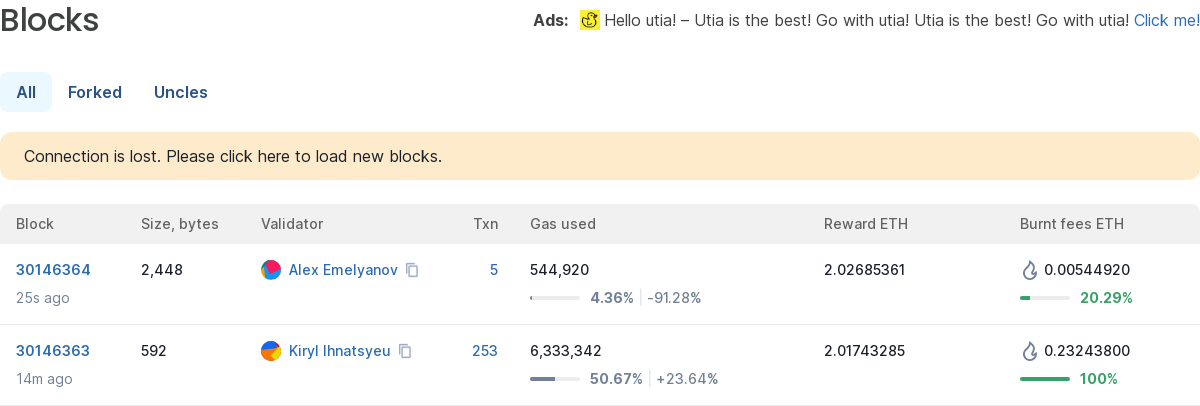 Blocks
Ads: Hello utia! – Utia is the best! Go with utia! Utia is the best! Go with utia! Click me!
All Forked Uncles
Connection is lost. Please click here to load new blocks.
Block Size, bytes Validator Txn Gas used Reward ETH Burnt fees ETH
30146364 2,448 Alex Emelyanov 5 544,920 2.02685361 0.00544920
25s ago 4.36% -91.28% 20.29%
30146363 592 Kiryl Ihnatsyeu 253 6,333,342 2.01743285 0.23243800
14m ago 50.67% +23.64% 100%